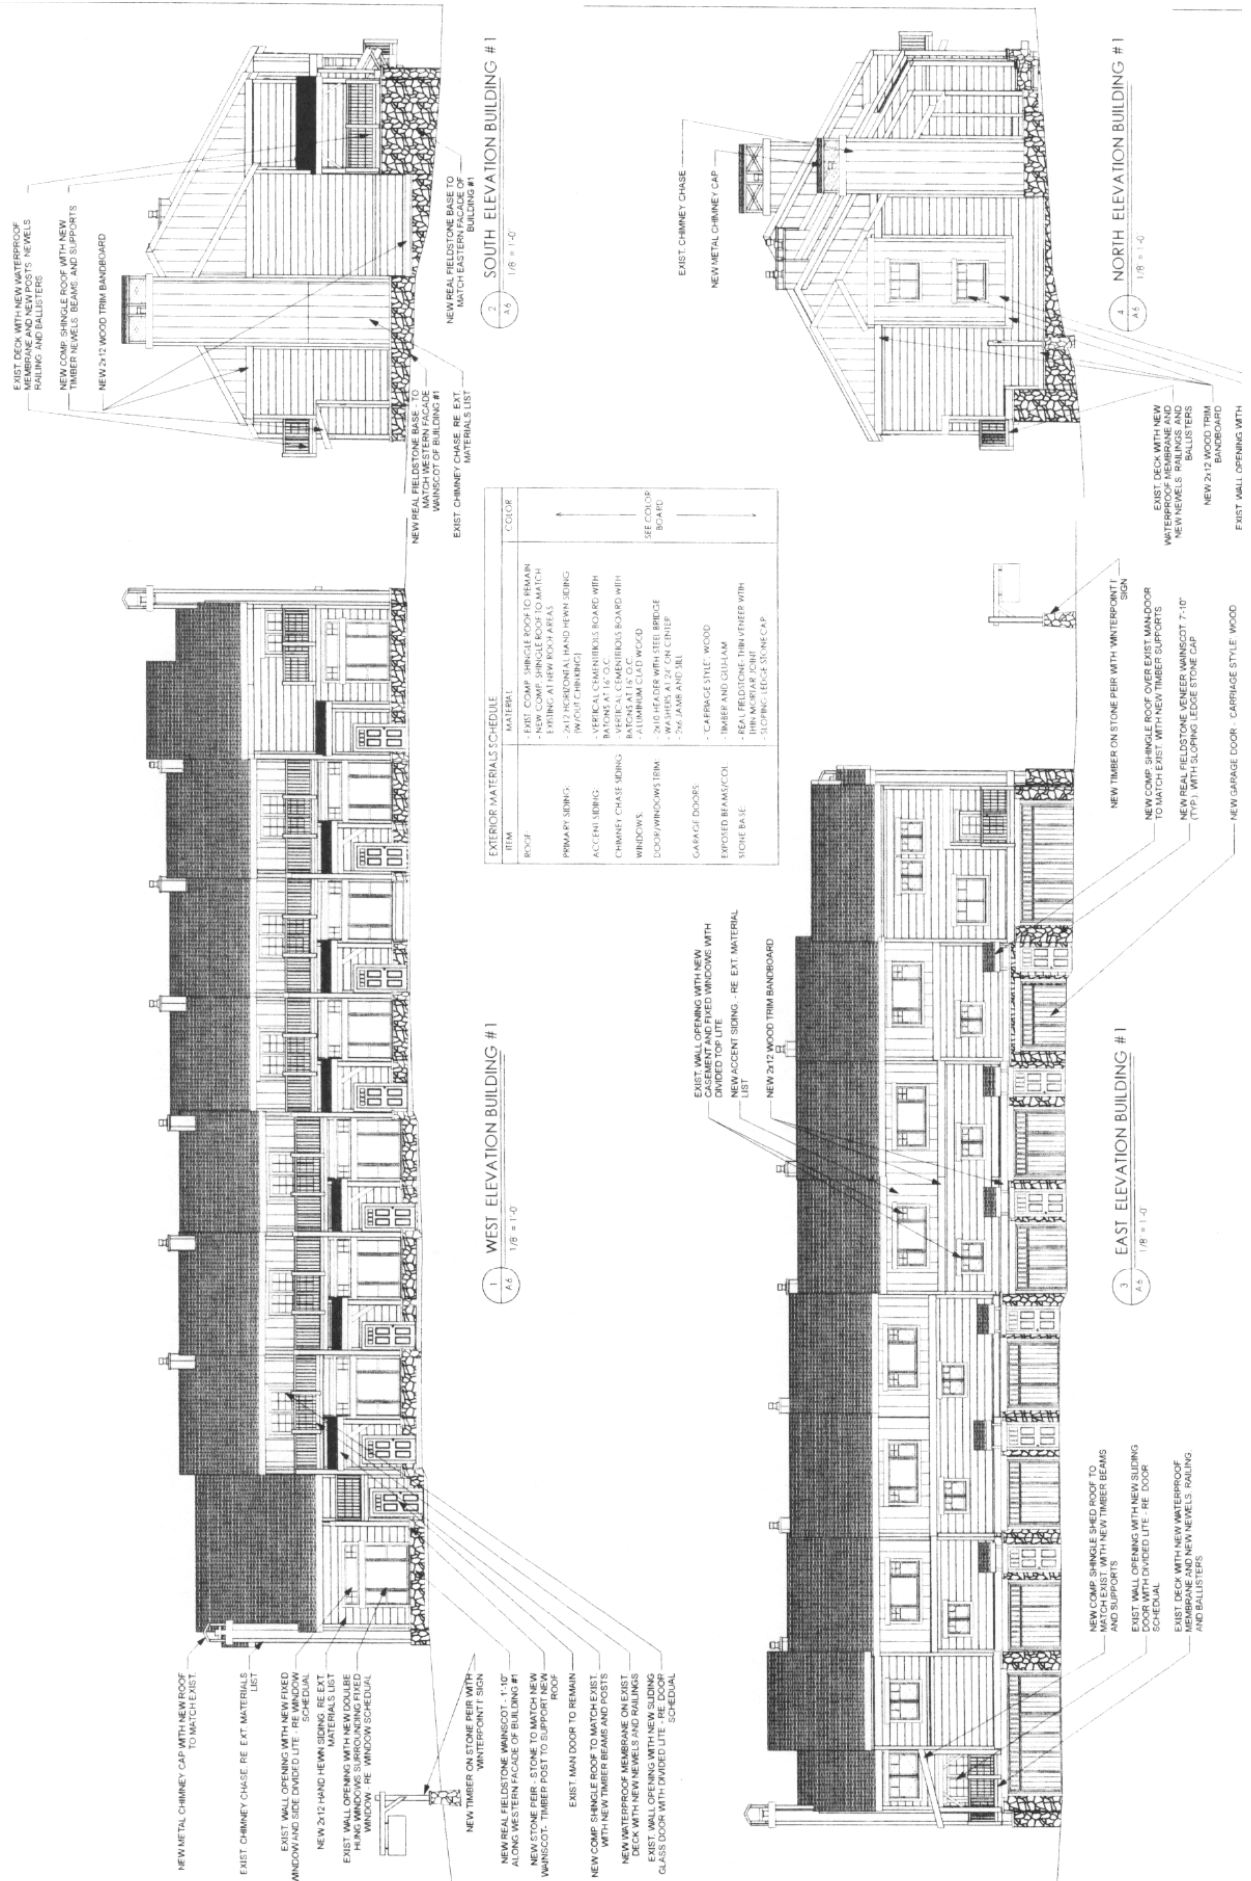 NEW METAL CHIMNEY CAP WITH NEW ROOF
TO MATCH EXIST.
EXIST CHIMNEY CHASE. RE EXT. MATERIALS
LIST
EXIST. WALL OPENING WITH NEW FIXED
WINDOW AND SIDE DIVIDED LITE - RE WINDOW
SCHEDUAL
NEW 2x12 HAND HEWN SIDING. RE EXT.
MATERIALS LIST
EXIST WALL OPENING WITH NEW DOULBE
HUNG WINDOWS SURROUNDING FIXED
WINDOW - RE. WINDOW SCHEDUAL
NEW TIMBER ON STONE PEIR WITH
'WINTERPOINT I' SIGN
NEW REAL FIELDSTONE WAINSCOT - 1'-10"
ALONG WESTERN FACADE OF BUILDING #1
NEW STONE PEIR - STONE TO MATCH NEW
WAINSCOT- TIMBER POST TO SUPPORT NEW
ROOF
EXIST. MAN DOOR TO REMAIN
NEW COMP SHINGLE ROOF TO MATCH EXIST.
WITH NEW TIMBER BEAMS AND POSTS
NEW WATERPROOF MEMBRANE ON EXIST.
DECK WITH NEW NEWELS AND RAILINGS
EXIST. WALL OPENING WITH NEW SLIDING
GLASS DOOR WITH DIVIDED LITE - RE DOOR
SCHEDUAL
1
A6
WEST ELEVATION BUILDING #1
1/8" = 1'-0"
EXIST DECK WITH NEW WATERPROOF
MEMBRANE AND NEW POSTS NEWELS
RAILING AND BALLISTERS
NEW COMP. SHINGLE ROOF WITH NEW
TIMBER NEWELS, BEAMS, AND SUPPORTS
NEW 2x12 WOOD TRIM BANDBOARD
NEW REAL FIELDSTONE BASE - TO
MATCH WESTERN FACADE
WAINSCOT OF BUILDING #1
EXIST CHIMNEY CHASE. RE EXT.
MATERIALS LIST
NEW REAL FIELDSTONE BASE TO
MATCH EASTERN FACADE OF
BUILDING #1
2
A6
SOUTH ELEVATION BUILDING #1
1/8" = 1'-0"
EXTERIOR MATERIALS SCHEDULE
ITEM MATERIAL COLOR
ROOF: - EXIST. COMP. SHINGLE ROOF TO REMAIN
- NEW COMP. SHINGLE ROOF TO MATCH
EXISTING AT NEW ROOF AREAS
PRIMARY SIDING: - 2x12 HORIZONTAL HAND HEWN SIDING
(W/OUT CHINKING)
ACCENT SIDING: - VERTICAL CEMENTITIOUS BOARD WITH
BATONS AT 16" O.C.
CHIMNEY CHASE SIDING: - VERTICAL CEMENTITIOUS BOARD WITH
BATONS AT 16" O.C.
WINDOWS: - ALUMINUM CLAD WOOD
DOOR/WINDOWS TRIM: - 2x10 HEADER WITH STEEL BRIDGE
- WASHERS AT 24" ON CENTER
- 2x6 JAMB AND SILL
GARAGE DOORS: - 'CARRIAGE STYLE', WOOD
EXPOSED BEAMS/COL. - TIMBER AND GLU-LAM
STONE BASE: - REAL FIELDSTONE- THIN VENEER WITH
THIN MORTAR JOINT
- SLOPING LEDGE STONE CAP
SEE COLOR
BOARD
EXIST. WALL OPENING WITH NEW
CASEMENT AND FIXED WINDOWS WITH
DIVIDED TOP LITE
NEW ACCENT SIDING. - RE EXT. MATERIAL
LIST
NEW 2x12 WOOD TRIM BANDBOARD
NEW COMP. SHINGLE SHED ROOF TO
MATCH EXIST. WITH NEW TIMBER BEAMS
AND SUPPORTS
EXIST WALL OPENING WITH NEW SLIDING
DOOR WITH DIVIDED LITE - RE. DOOR
SCHEDUAL
EXIST. DECK WITH NEW WATERPROOF
MEMBRANE AND NEW NEWELS. RAILING.
AND BALLISTERS
3
A6
EAST ELEVATION BUILDING #1
1/8" = 1'-0"
NEW TIMBER ON STONE PEIR WITH 'WINTERPOINT I'
SIGN
NEW COMP. SHINGLE ROOF OVER EXIST. MAN-DOOR
TO MATCH EXIST. WITH NEW TIMBER SUPPORTS
NEW REAL FIELDSTONE VENEER WAINSCOT 7'-10"
(TYP.) WITH SLOPING LEDGE STONE CAP
NEW GARAGE DOOR - 'CARRIAGE STYLE' WOOD
EXIST. CHIMNEY CHASE
NEW METAL CHIMNEY CAP
4
A6
NORTH ELEVATION BUILDING #1
1/8" = 1'-0"
EXIST. DECK WITH NEW
WATERPROOF MEMBRANE AND
NEW NEWELS. RAILINGS. AND
BALLISTERS
NEW 2x12 WOOD TRIM
BANDBOARD
EXIST WALL OPENING WITH